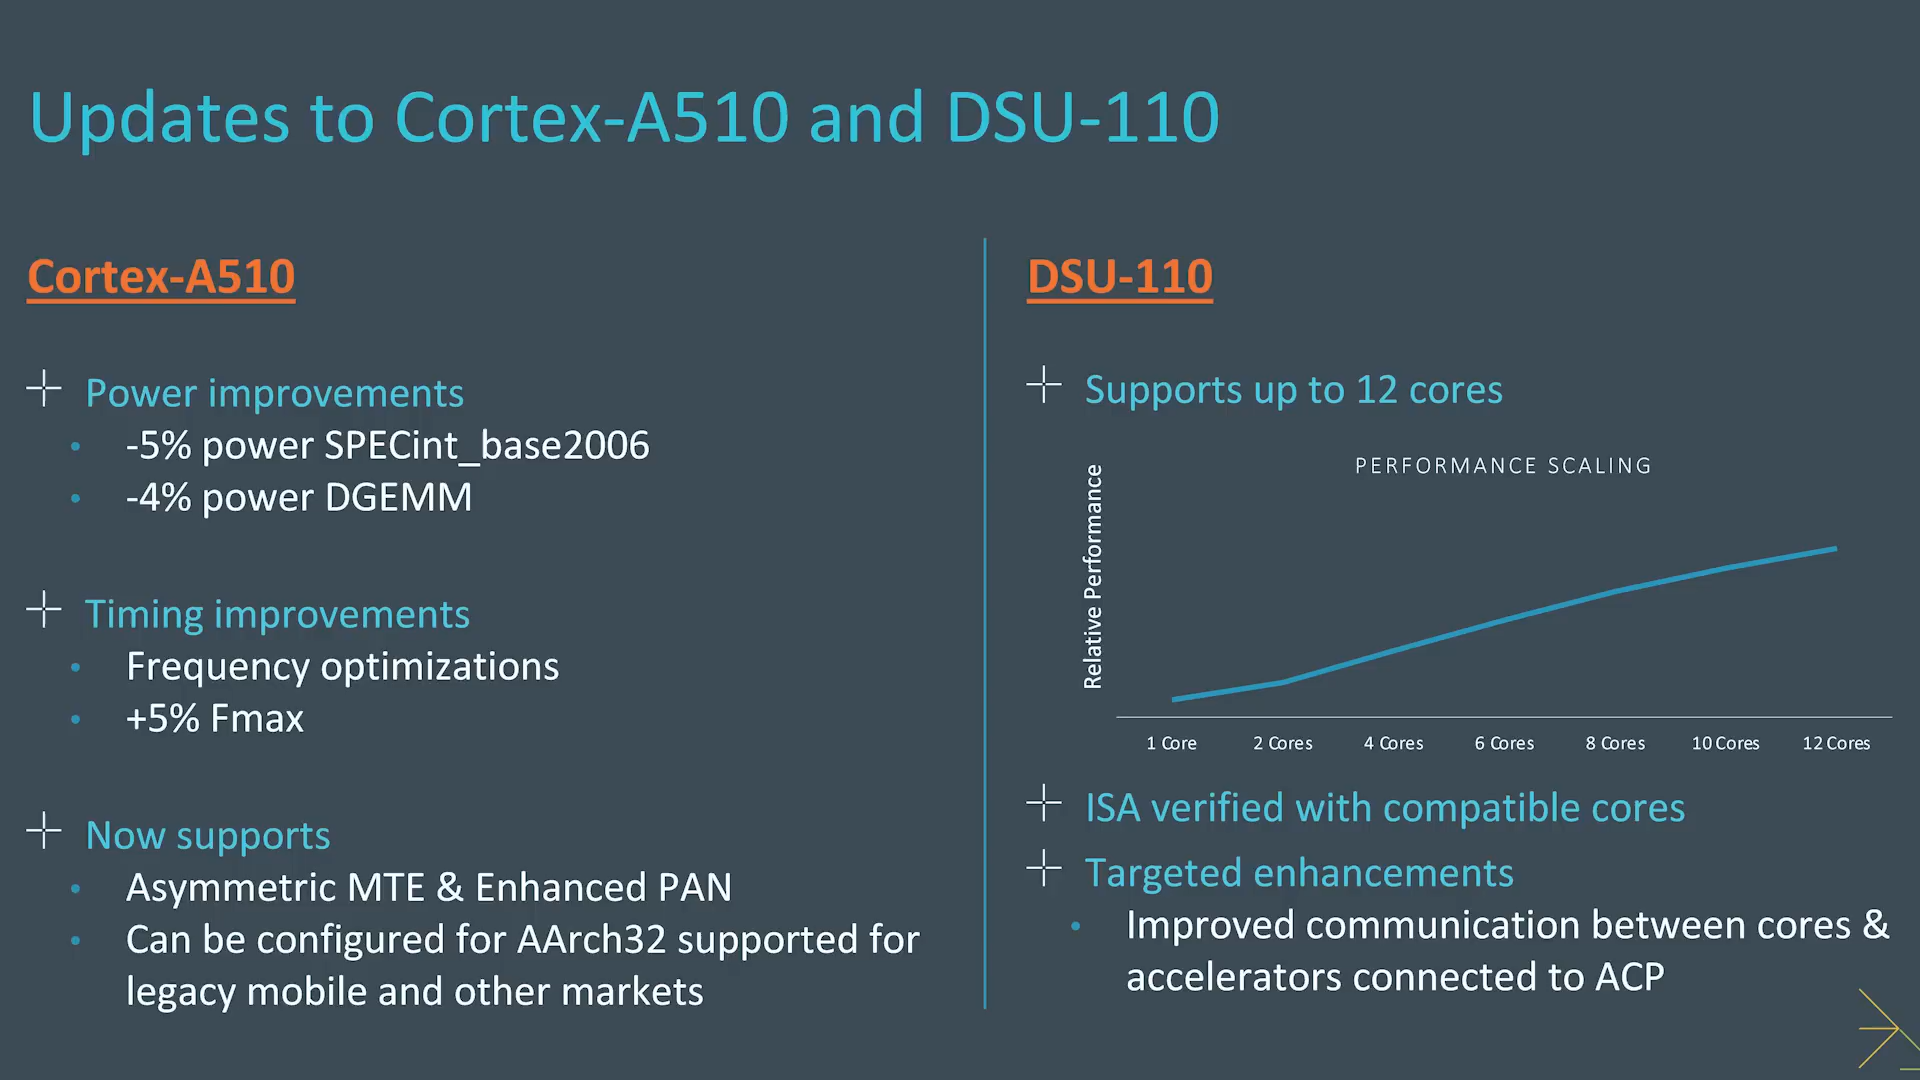 Updates to Cortex-A510 and DSU-110
Cortex-A510
Power improvements
-5% power SPECint_base2006
-4% power DGEMM
Timing improvements
Frequency optimizations
+5% Fmax
Now supports
Asymmetric MTE & Enhanced PAN
Can be configured for AArch32 supported for
legacy mobile and other markets
DSU-110
Supports up to 12 cores
PERFORMANCE SCALING
Relative Performance
1 Core 2 Cores 4 Cores 6 Cores 8 Cores 10 Cores 12 Cores
ISA verified with compatible cores
Targeted enhancements
Improved communication between cores &
accelerators connected to ACP